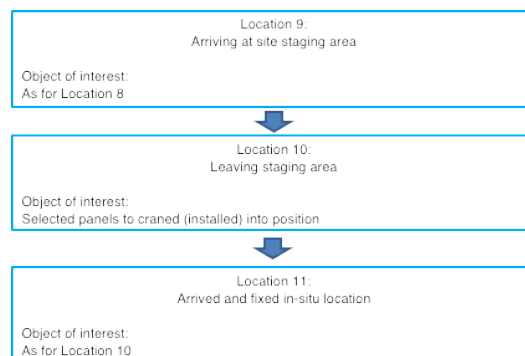 Location 9:
Arriving at site staging area
Object of interest:
As for Location 8
Location 10:
Leaving staging area
Object of interest:
Selected panels to craned (installed) into position
Location 11:
Arrived and fixed in-situ location
Object of interest:
As for Location 10